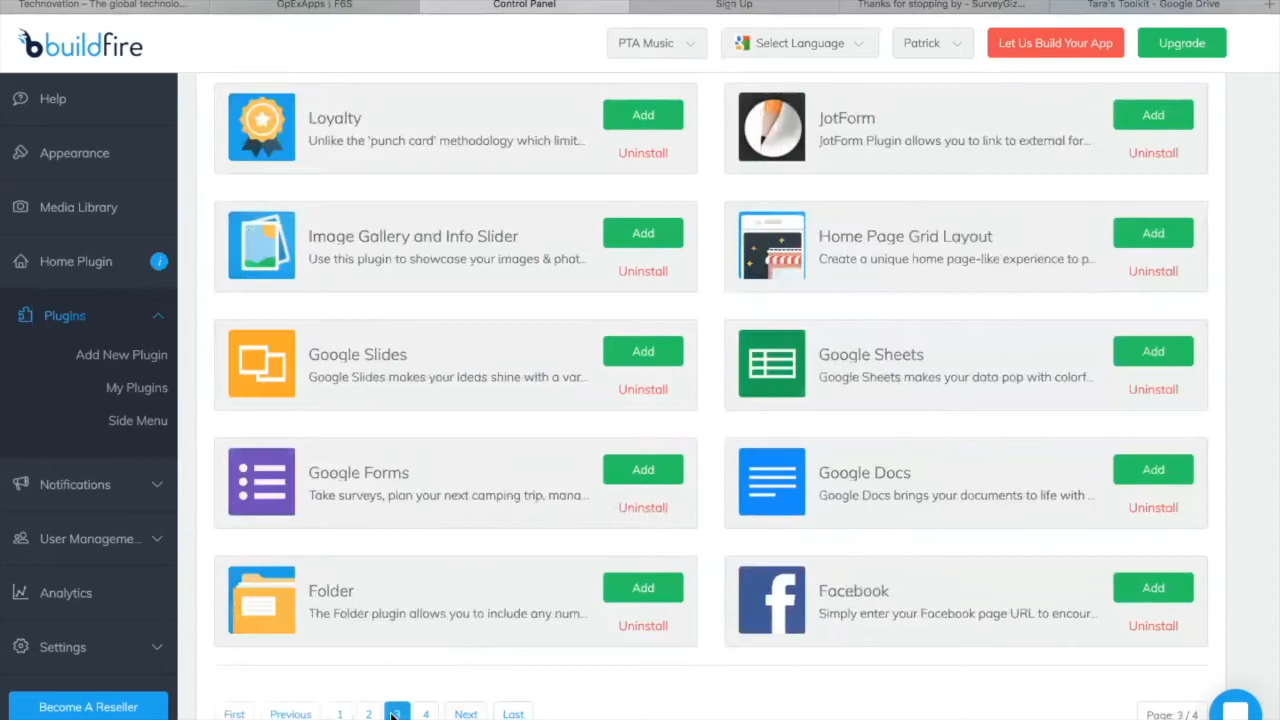 Technovation – The global technolo...
OpExApps | F6S
Control Panel
Sign Up
Thanks for stopping by - SurveyGiz...
Tara's Toolkit - Google Drive
buildfire
PTA Music
Select Language
Patrick
Let Us Build Your App
Upgrade
Help
Appearance
Media Library
Home Plugin
i
Plugins
Add New Plugin
My Plugins
Side Menu
Notifications
User Manageme...
Analytics
Settings
Become A Reseller
Loyalty
Unlike the 'punch card' methodology which limit...
Add
Uninstall
JotForm
JotForm Plugin allows you to link to external for...
Add
Uninstall
Image Gallery and Info Slider
Use this plugin to showcase your images & phot...
Add
Uninstall
Home Page Grid Layout
Create a unique home page-like experience to p...
Add
Uninstall
Google Slides
Google Slides makes your ideas shine with a var...
Add
Uninstall
Google Sheets
Google Sheets makes your data pop with colorf...
Add
Uninstall
Google Forms
Take surveys, plan your next camping trip, mana...
Add
Uninstall
Google Docs
Google Docs brings your documents to life with ...
Add
Uninstall
Folder
The Folder plugin allows you to include any num...
Add
Uninstall
Facebook
Simply enter your Facebook page URL to encour...
Add
Uninstall
First Previous 1 2 3 4 Next Last
Page: 3 / 4